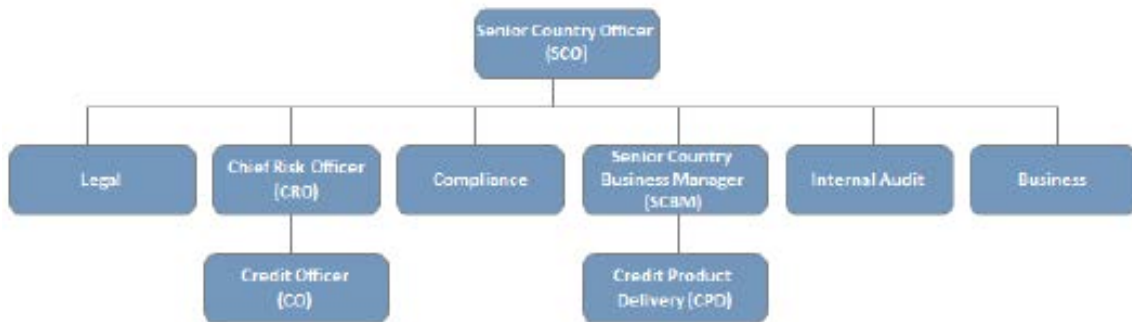 Senior Country Officer
(SCO)
Legal
Chief Risk Officer
(CRO)
Compliance
Senior Country
Business Manager
(SCBM)
Internal Audit
Business
Credit Officer
(CO)
Credit Product
Delivery (CPD)